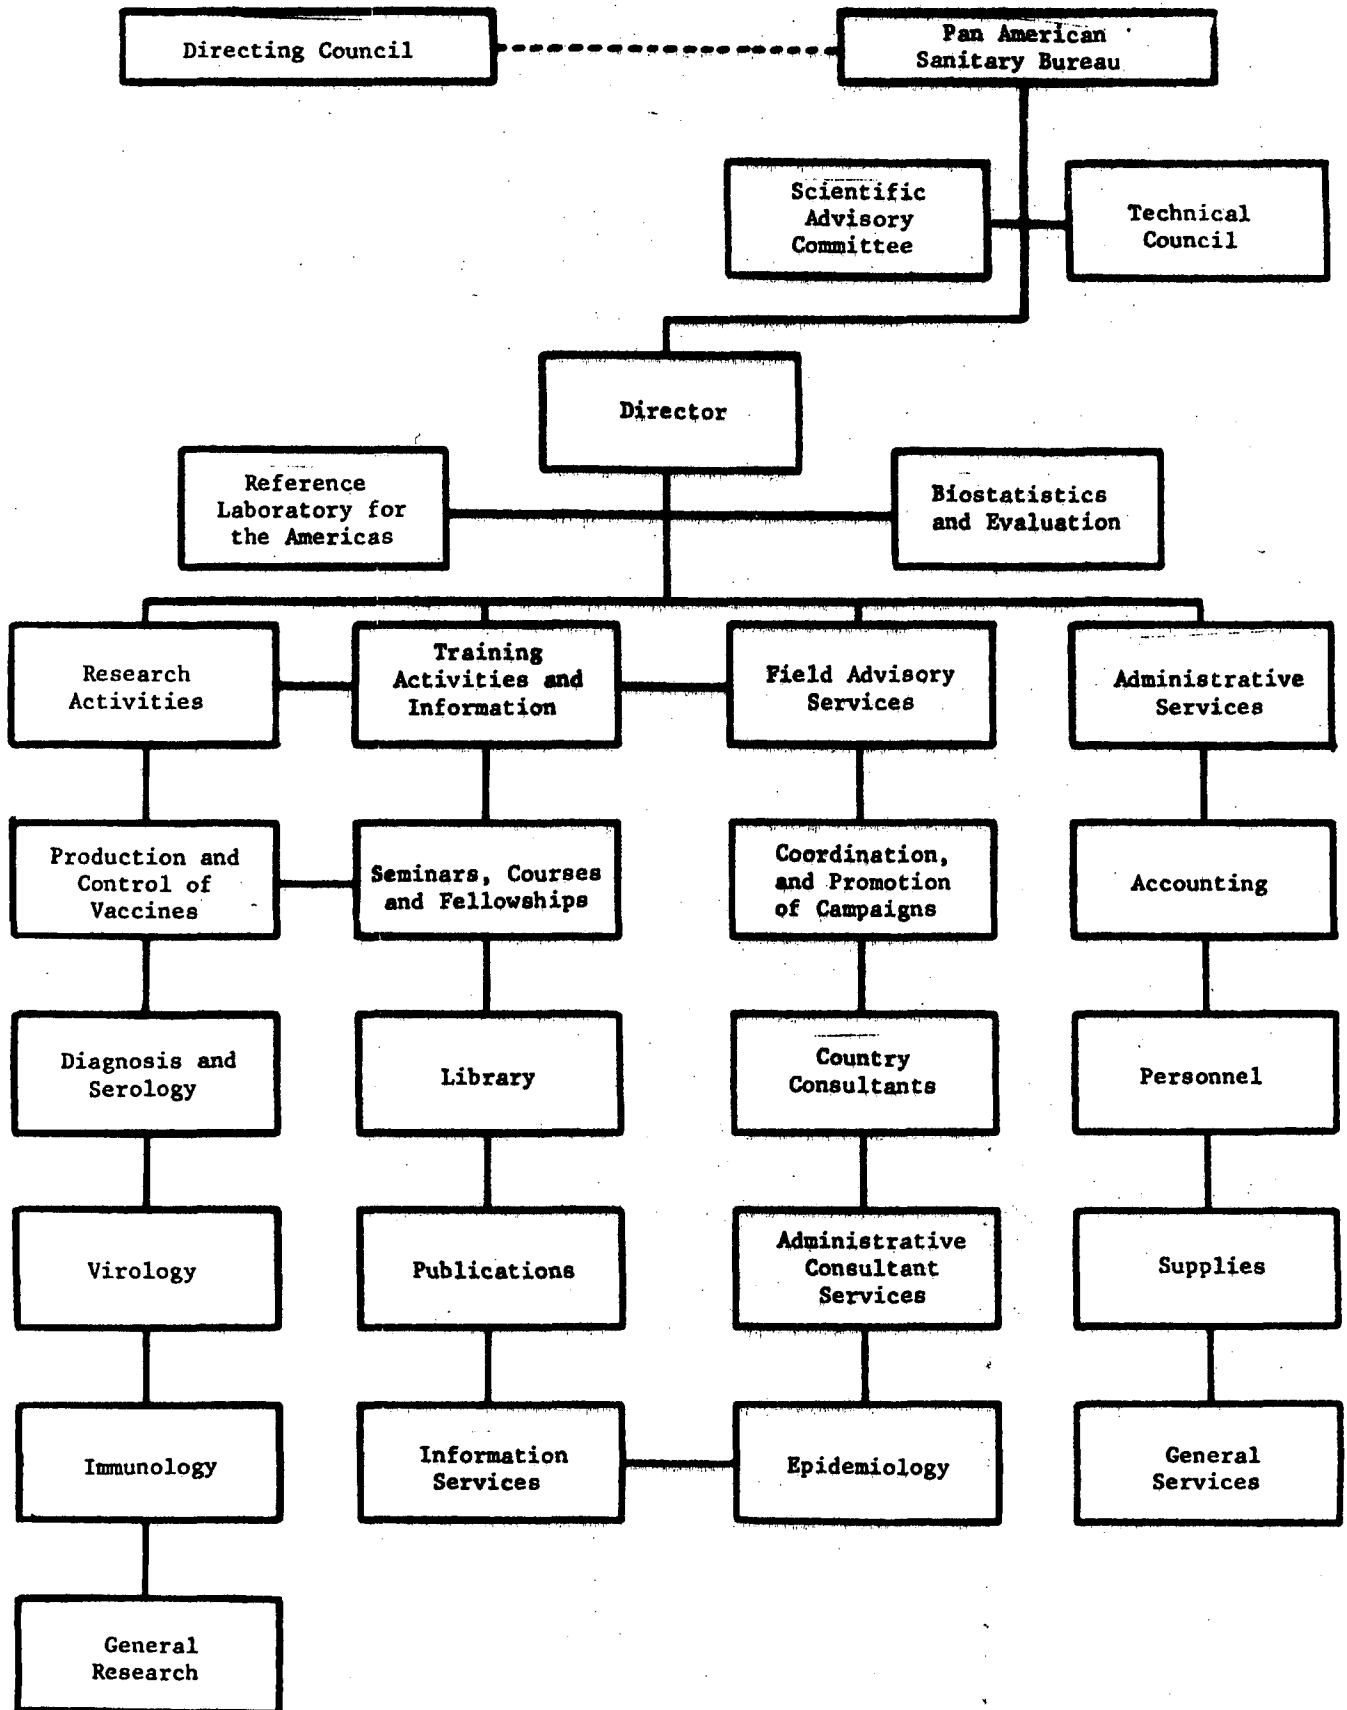 Directing Council
Pan American
Sanitary Bureau
Scientific
Advisory
Committee
Technical
Council
Director
Reference
Laboratory for
the Americas
Biostatistics
and Evaluation
Research
Activities
Training
Activities and
Information
Field Advisory
Services
Administrative
Services
Production and
Control of
Vaccines
Seminars, Courses
and Fellowships
Coordination,
and Promotion
of Campaigns
Accounting
Diagnosis and
Serology
Library
Country
Consultants
Personnel
Virology
Publications
Administrative
Consultant
Services
Supplies
Immunology
Information
Services
Epidemiology
General
Services
General
Research